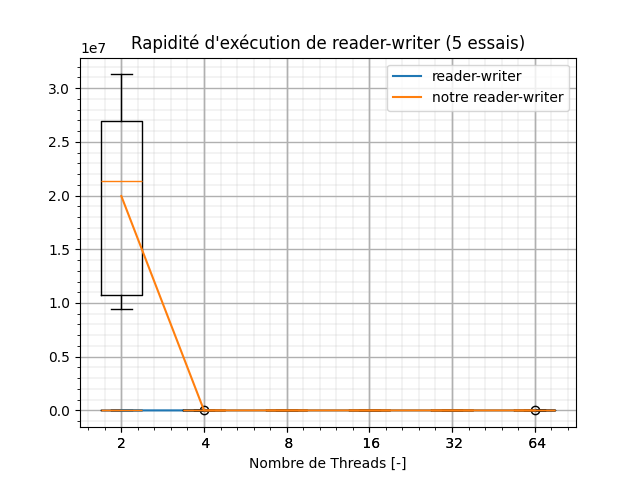 Rapidité d'exécution de reader-writer (5 essais)
1e7
reader-writer
notre reader-writer
3.0
2.5
2.0
1.5
1.0
0.5
0.0
2 4 8 16 32 64
Nombre de Threads [-]